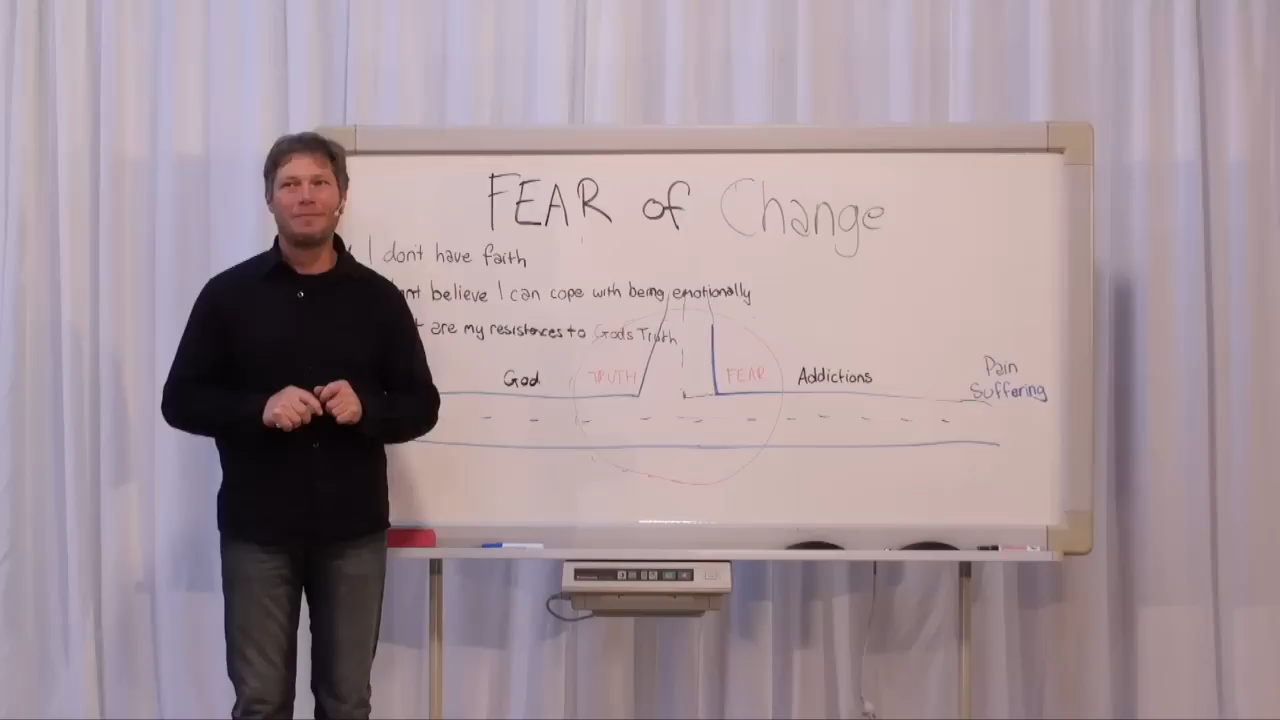 FEAR of Change
I dont have faith
believe I can cope with being emotionally
are my resistences to Gods Truth
God TRUTH FEAR Addictions Pain
Suffering